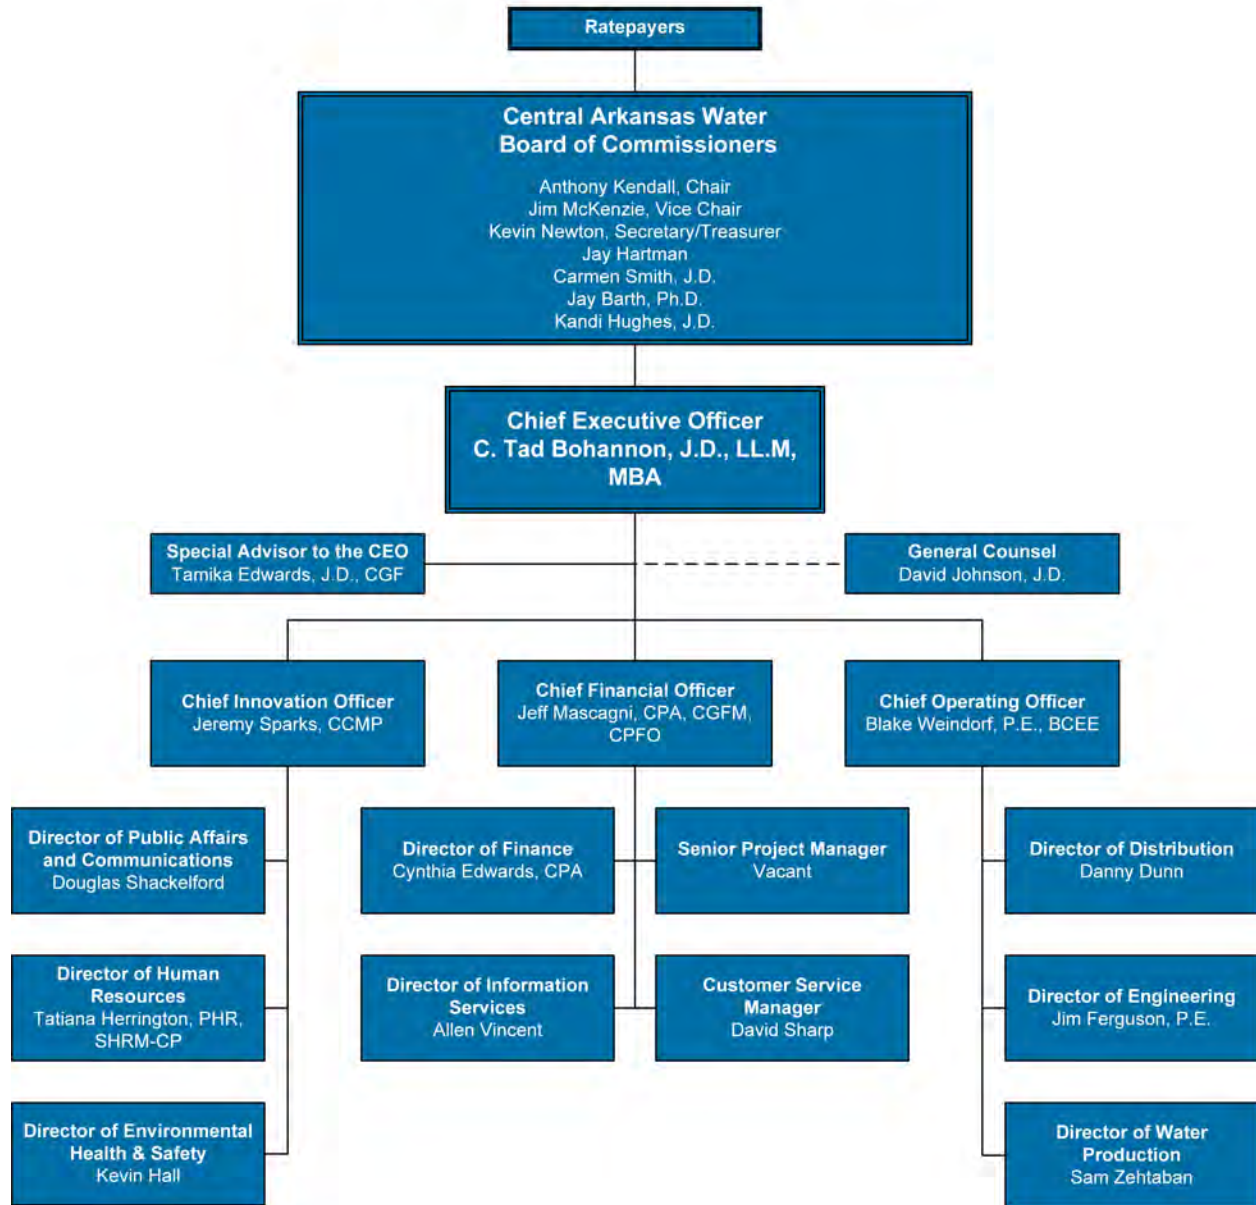 Ratepayers
Central Arkansas Water
Board of Commissioners
Anthony Kendall, Chair
Jim McKenzie, Vice Chair
Kevin Newton, Secretary/Treasurer
Jay Hartman
Carmen Smith, J.D.
Jay Barth, Ph.D.
Kandi Hughes, J.D.
Chief Executive Officer
C. Tad Bohannon, J.D., LL.M,
MBA
Special Advisor to the CEO
Tamika Edwards, J.D., CGF
General Counsel
David Johnson, J.D.
Chief Innovation Officer
Jeremy Sparks, CCMP
Chief Financial Officer
Jeff Mascagni, CPA, CGFM,
CPFO
Chief Operating Officer
Blake Weindorf, P.E., BCEE
Director of Public Affairs
and Communications
Douglas Shackelford
Director of Finance
Cynthia Edwards, CPA
Senior Project Manager
Vacant
Director of Distribution
Danny Dunn
Director of Human
Resources
Tatiana Herrington, PHR,
SHRM-CP
Director of Information
Services
Allen Vincent
Customer Service
Manager
David Sharp
Director of Engineering
Jim Ferguson, P.E.
Director of Environmental
Health & Safety
Kevin Hall
Director of Water
Production
Sam Zehtaban